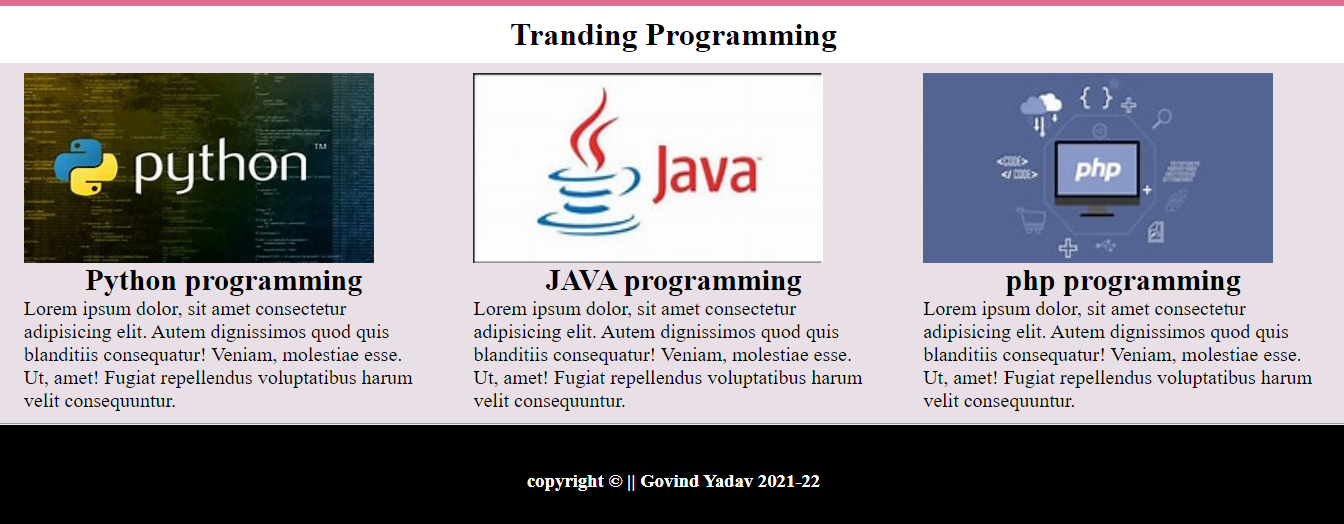 Tranding Programming
python ™
Java
{ }
<CODE>
</ CODE>
php
Python programming
JAVA programming
php programming
Lorem ipsum dolor, sit amet consectetur
adipisicing elit. Autem dignissimos quod quis
blanditiis consequatur! Veniam, molestiae esse.
Ut, amet! Fugiat repellendus voluptatibus harum
velit consequuntur.
Lorem ipsum dolor, sit amet consectetur
adipisicing elit. Autem dignissimos quod quis
blanditiis consequatur! Veniam, molestiae esse.
Ut, amet! Fugiat repellendus voluptatibus harum
velit consequuntur.
Lorem ipsum dolor, sit amet consectetur
adipisicing elit. Autem dignissimos quod quis
blanditiis consequatur! Veniam, molestiae esse.
Ut, amet! Fugiat repellendus voluptatibus harum
velit consequuntur.
copyright © || Govind Yadav 2021-22